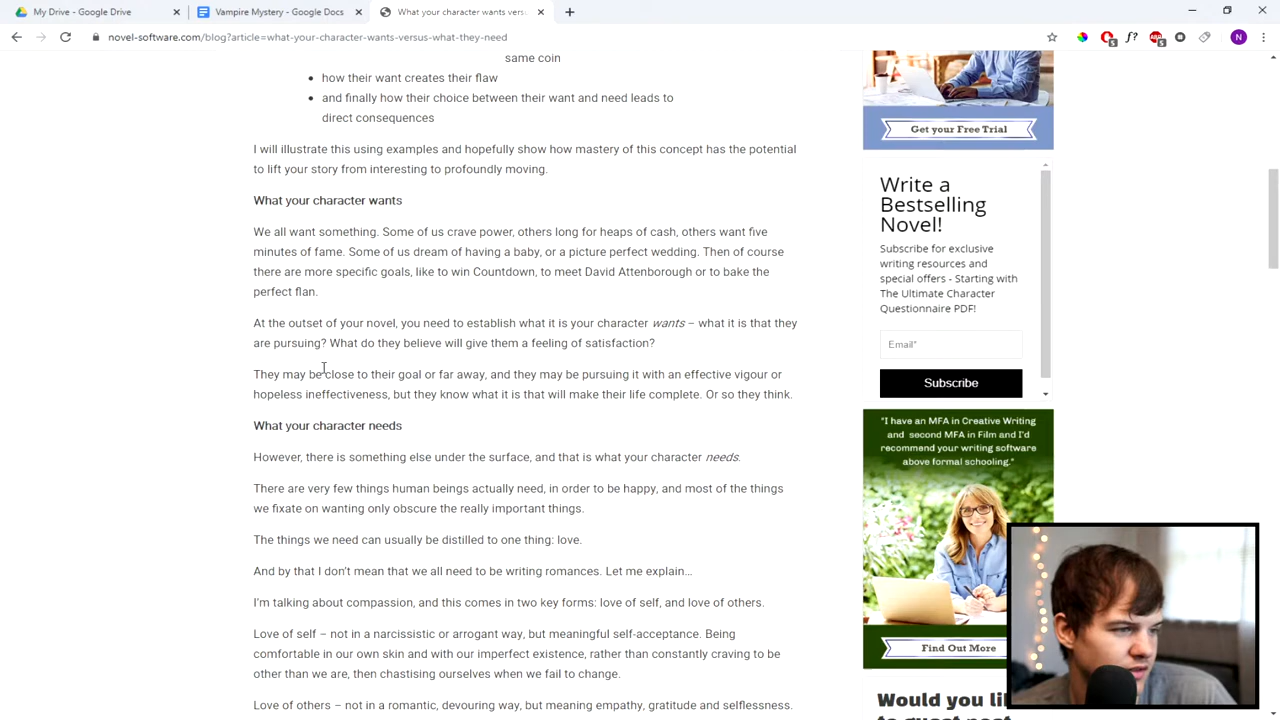 My Drive - Google Drive
Vampire Mystery - Google Docs
What your character wants vers
novel-software.com/blog?article=what-your-character-wants-versus-what-they-need
5
f?
ABP
5
N
same coin
how their want creates their flaw
and finally how their choice between their want and need leads to
direct consequences
I will illustrate this using examples and hopefully show how mastery of this concept has the potential
to lift your story from interesting to profoundly moving.
What your character wants
We all want something. Some of us crave power, others long for heaps of cash, others want five
minutes of fame. Some of us dream of having a baby, or a picture perfect wedding. Then of course
there are more specific goals, like to win Countdown, to meet David Attenborough or to bake the
perfect flan.
At the outset of your novel, you need to establish what it is your character wants – what it is that they
are pursuing? What do they believe will give them a feeling of satisfaction?
They may be close to their goal or far away, and they may be pursuing it with an effective vigour or
hopeless ineffectiveness, but they know what it is that will make their life complete. Or so they think.
What your character needs
However, there is something else under the surface, and that is what your character needs.
There are very few things human beings actually need, in order to be happy, and most of the things
we fixate on wanting only obscure the really important things.
The things we need can usually be distilled to one thing: love.
And by that I don't mean that we all need to be writing romances. Let me explain…
I'm talking about compassion, and this comes in two key forms: love of self, and love of others.
Love of self – not in a narcissistic or arrogant way, but meaningful self-acceptance. Being
comfortable in our own skin and with our imperfect existence, rather than constantly craving to be
other than we are, then chastising ourselves when we fail to change.
Love of others – not in a romantic, devouring way, but meaning empathy, gratitude and selflessness.
Get your Free Trial
Write a
Bestselling
Novel!
Subscribe for exclusive
writing resources and
special offers - Starting with
The Ultimate Character
Questionnaire PDF!
Email*
Subscribe
"I have an MFA in Creative Writing
and second MFA in Film and I'd
recommend your writing software
above formal schooling."
Find Out More
Would you li